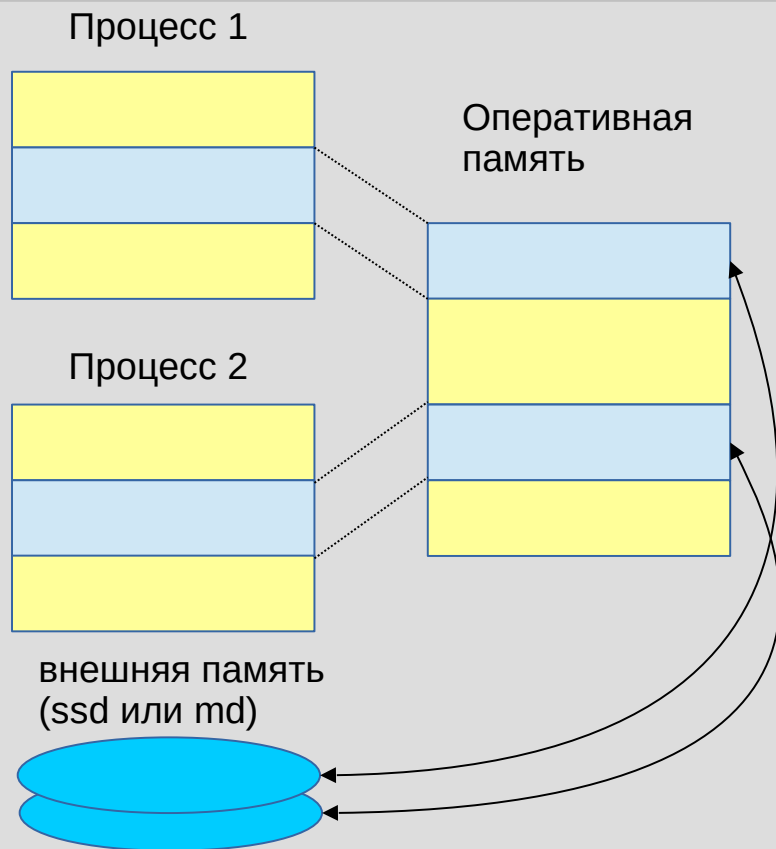 Процесс 1
Оперативная
память
Процесс 2
внешняя память
(ssd или md)